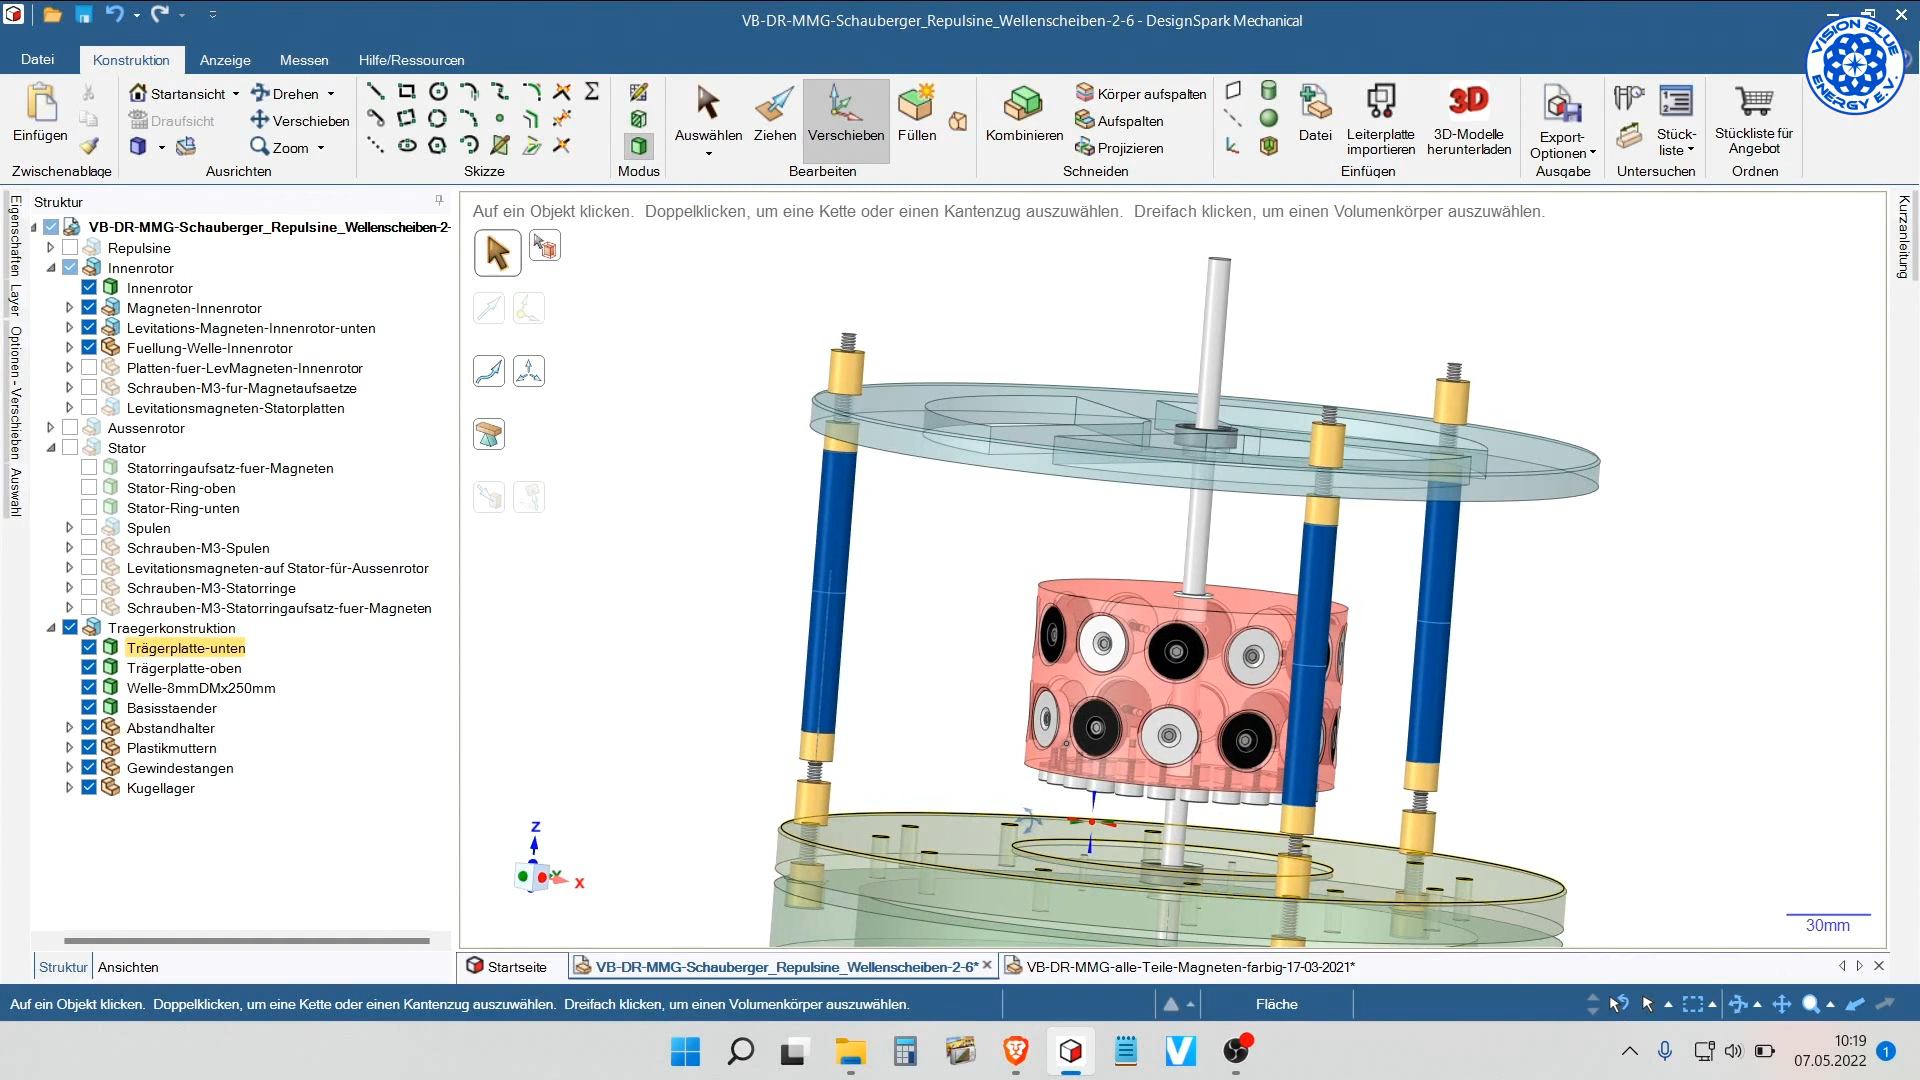 VB-DR-MMG-Schauberger_Repulsine_Wellenscheiben-2-6 - DesignSpark Mechanical
VISION BLUE ENERGY E.V.
Datei
Konstruktion
Anzeige
Messen
Hilfe/Ressourcen
Einfügen
Startansicht
Drehen
Draufsicht
Verschieben
Zoom
Auswählen
Ziehen
Verschieben
Füllen
Kombinieren
Körper aufspalten
Aufspalten
Projizieren
Datei
Leiterplatte importieren
3D
3D-Modelle herunterladen
Export-Optionen
Stück-liste
Stückliste für Angebot
Zwischenablage
Ausrichten
Skizze
Modus
Bearbeiten
Schneiden
Einfügen
Ausgabe
Untersuchen
Ordnen
Eigenschaften
Layer
Optionen - Verschieben
Auswahl
Struktur
VB-DR-MMG-Schauberger_Repulsine_Wellenscheiben-2-
Repulsine
Innenrotor
Innenrotor
Magneten-Innenrotor
Levitations-Magneten-Innenrotor-unten
Fuellung-Welle-Innenrotor
Platten-fuer-LevMagneten-Innenrotor
Schrauben-M3-fur-Magnetaufsaetze
Levitationsmagneten-Statorplatten
Aussenrotor
Stator
Statorringaufsatz-fuer-Magneten
Stator-Ring-oben
Stator-Ring-unten
Spulen
Schrauben-M3-Spulen
Levitationsmagneten-auf Stator-für-Aussenrotor
Schrauben-M3-Statorringe
Schrauben-M3-Statorringaufsatz-fuer-Magneten
Traegerkonstruktion
Trägerplatte-unten
Trägerplatte-oben
Welle-8mmDMx250mm
Basisstaender
Abstandhalter
Plastikmuttern
Gewindestangen
Kugellager
Struktur
Ansichten
Auf ein Objekt klicken. Doppelklicken, um eine Kette oder einen Kantenzug auszuwählen. Dreifach klicken, um einen Volumenkörper auszuwählen.
Kurzanleitung
Z
Y
X
30mm
Startseite
VB-DR-MMG-Schauberger_Repulsine_Wellenscheiben-2-6*
VB-DR-MMG-alle-Teile-Magneten-farbig-17-03-2021*
Auf ein Objekt klicken. Doppelklicken, um eine Kette oder einen Kantenzug auszuwählen. Dreifach klicken, um einen Volumenkörper auszuwählen.
Fläche
10:19
07.05.2022
1